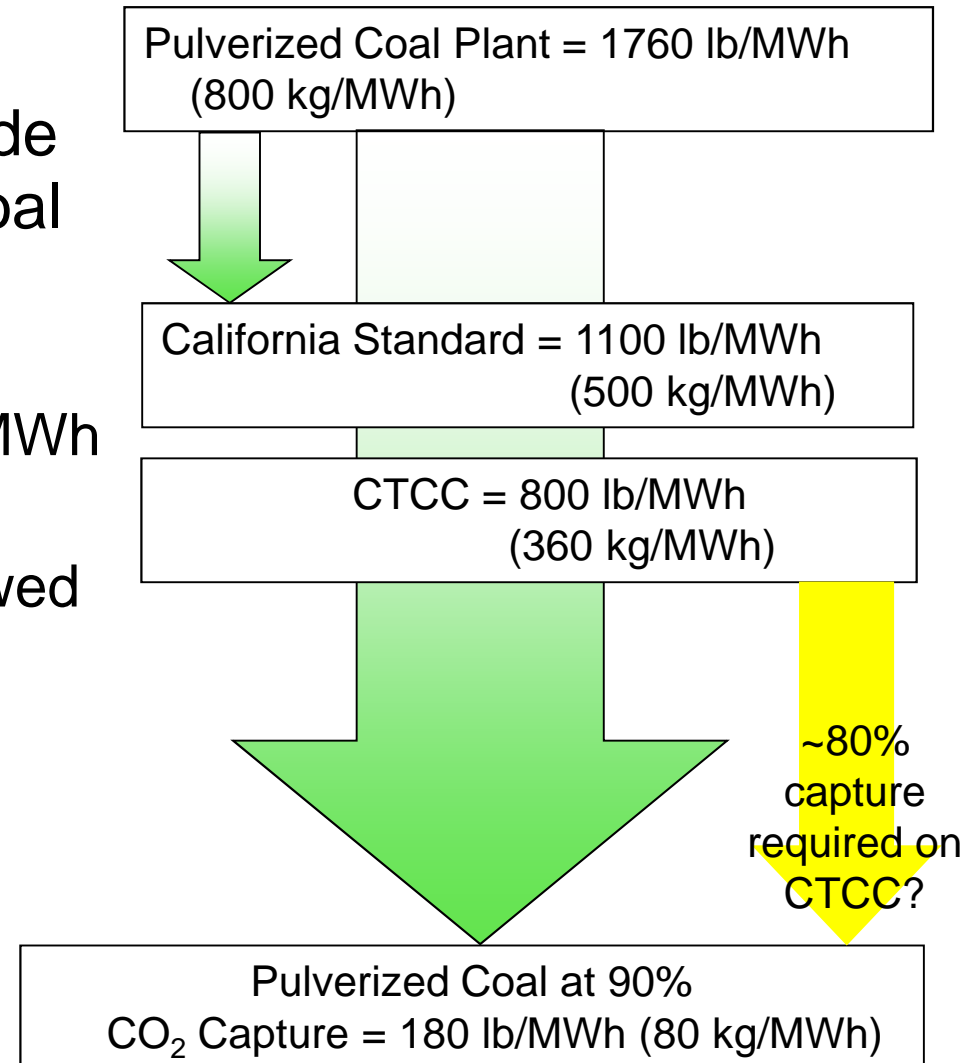 Pulverized Coal Plant = 1760 lb/MWh
(800 kg/MWh)
California Standard = 1100 lb/MWh
(500 kg/MWh)
CTCC = 800 lb/MWh
(360 kg/MWh)
~80%
capture
required on
CTCC?
Pulverized Coal at 90%
CO₂ Capture = 180 lb/MWh (80 kg/MWh)